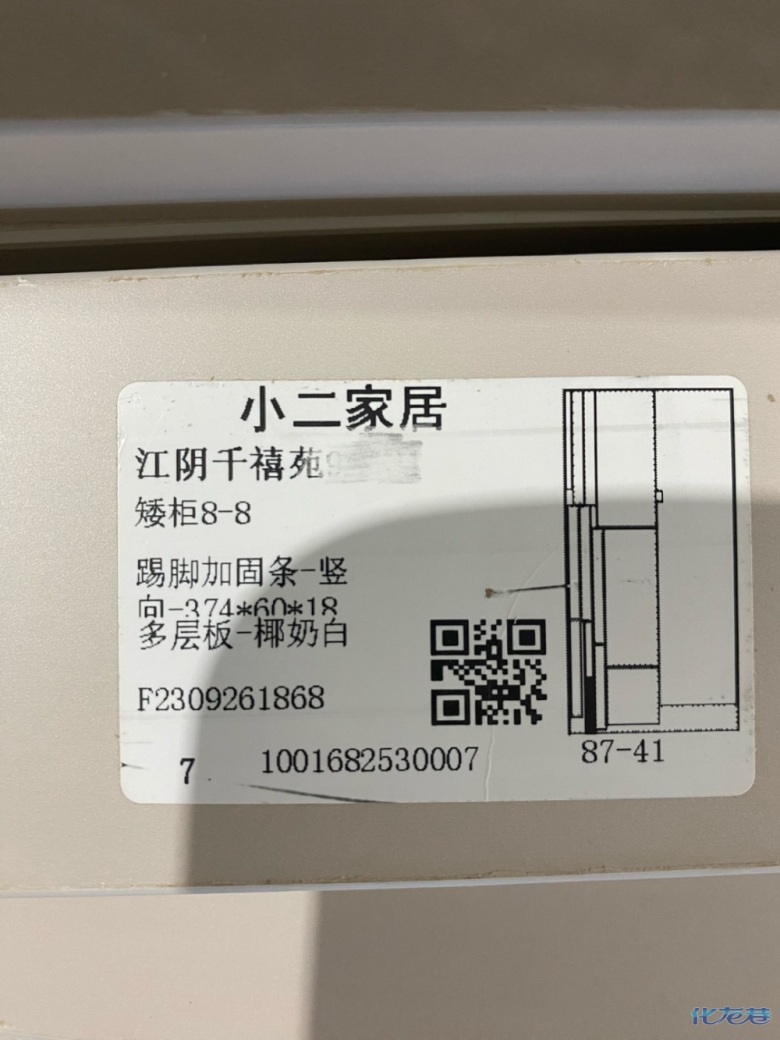 小二家居
江阴千禧苑
矮柜8-8
踢脚加固条-竖
向-374*60*18
多层板-椰奶白
F2309261868
7
1001682530007
87-41
化龙巷